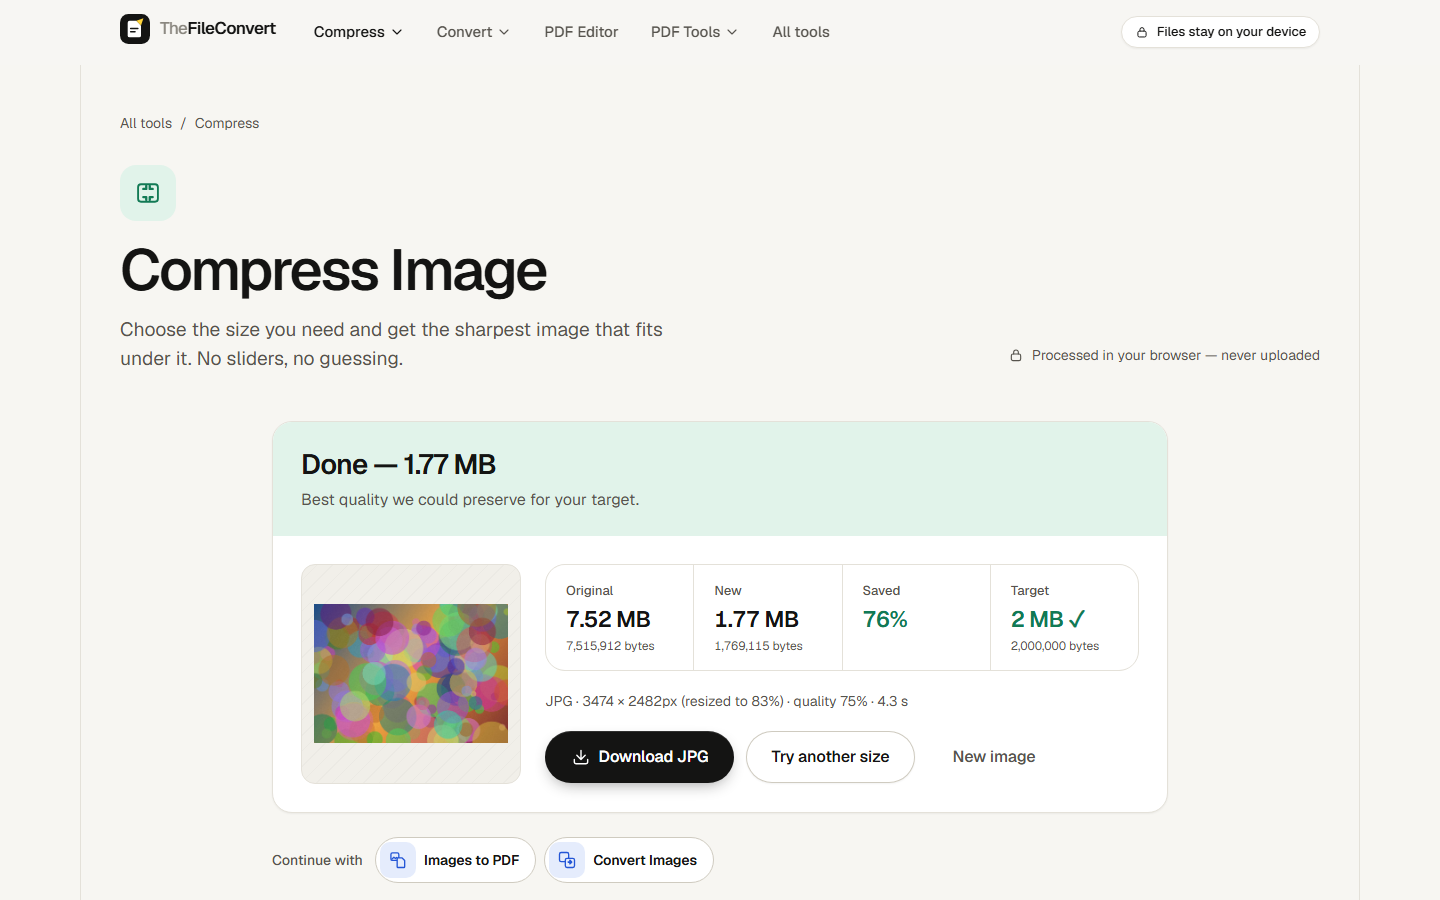 TheFileConvert
Compress
Convert
PDF Editor
PDF Tools
All tools
Files stay on your device
All tools / Compress
Compress Image
Choose the size you need and get the sharpest image that fits
under it. No sliders, no guessing.
Processed in your browser — never uploaded
Done — 1.77 MB
Best quality we could preserve for your target.
Original
7.52 MB
7,515,912 bytes
New
1.77 MB
1,769,115 bytes
Saved
76%
Target
2 MB ✓
2,000,000 bytes
JPG · 3474 × 2482px (resized to 83%) · quality 75% · 4.3 s
Download JPG
Try another size
New image
Continue with
Images to PDF
Convert Images